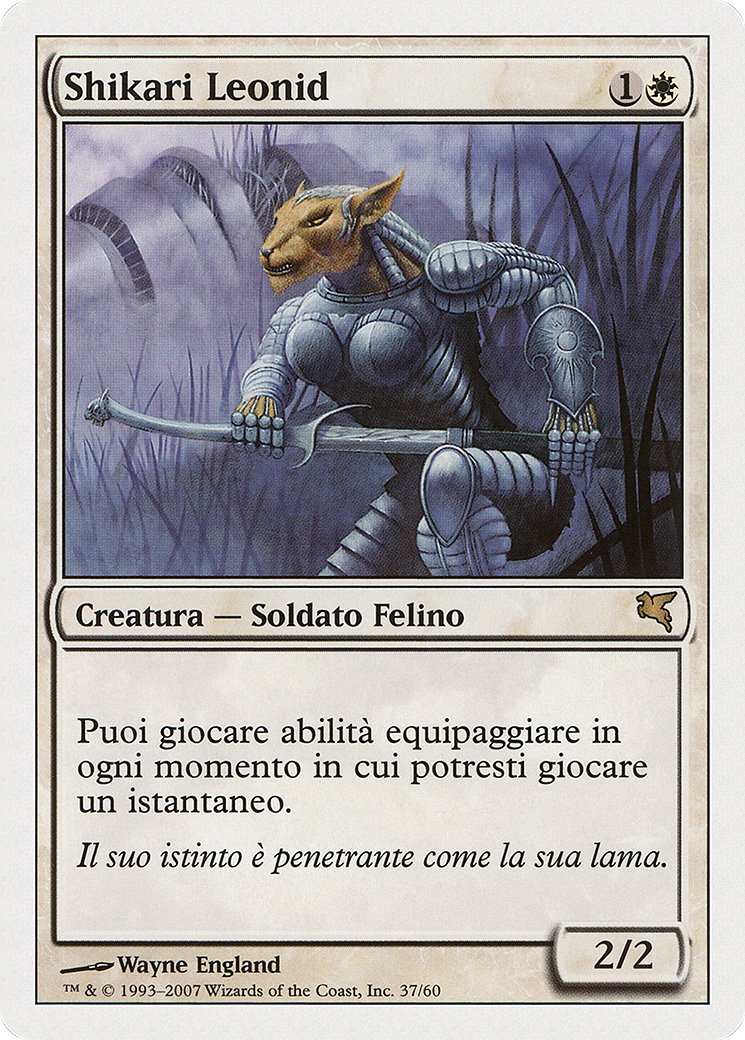 Shikari Leonid 1
Creatura — Soldato Felino
Puoi giocare abilità equipaggiare in
ogni momento in cui potresti giocare
un istantaneo.
Il suo istinto è penetrante come la sua lama.
2/2
Wayne England
™ & © 1993–2007 Wizards of the Coast, Inc. 37/60